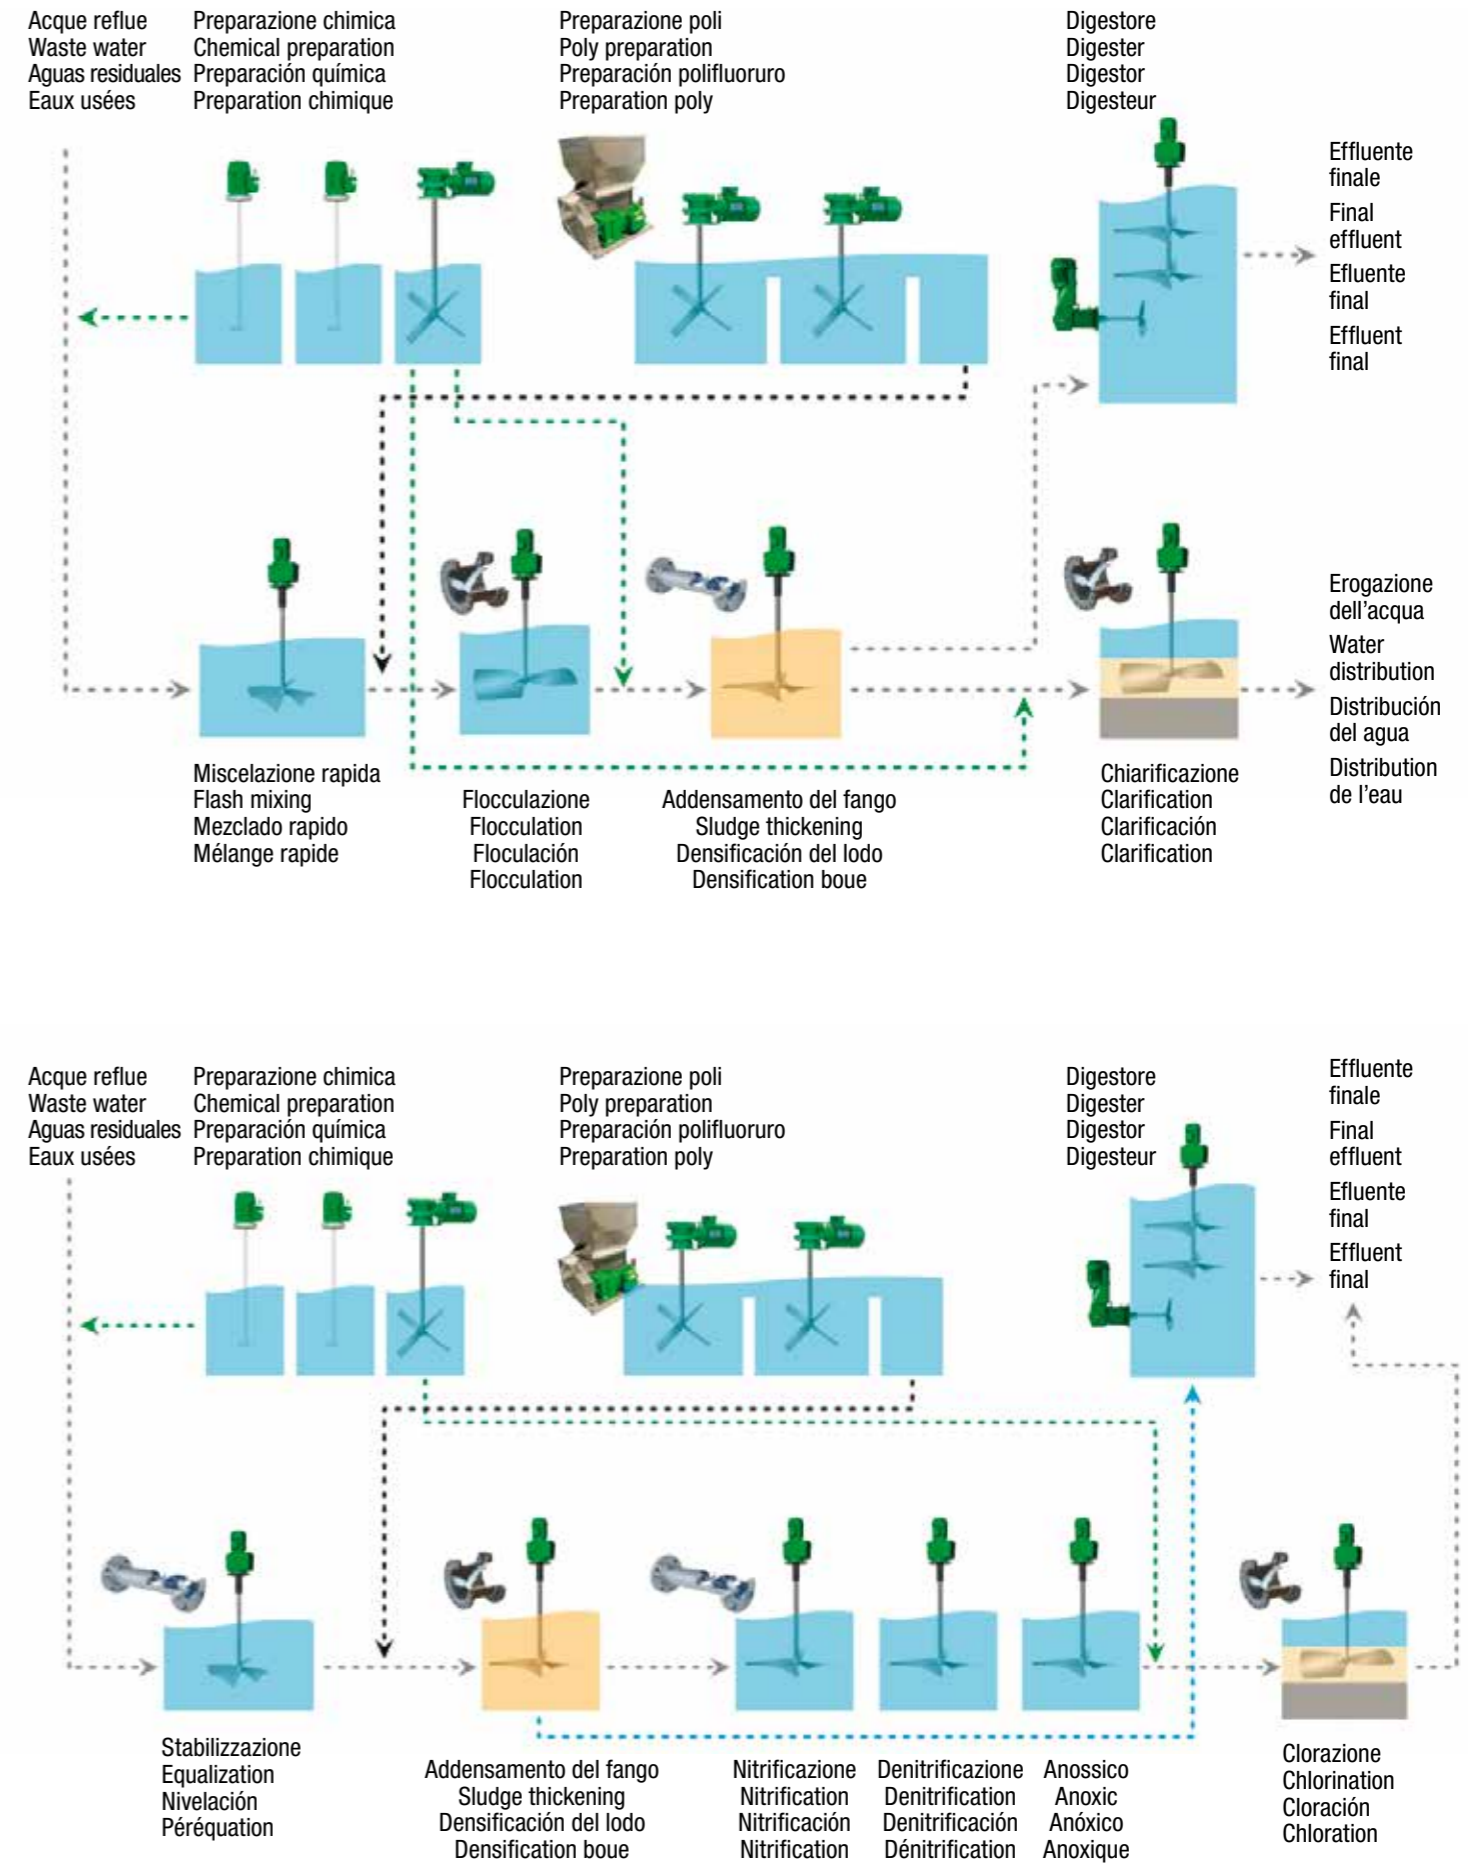 Acque reflue
Waste water
Aguas residuales
Eaux usées
Preparazione chimica
Chemical preparation
Preparación química
Preparation chimique
Preparazione poli
Poly preparation
Preparación polifluoruro
Preparation poly
Digestore
Digester
Digestor
Digesteur
Effluente
finale
Final
effluent
Efluente
final
Effluent
final
Erogazione
dell'acqua
Water
distribution
Distribución
del agua
Distribution
de l'eau
Miscelazione rapida
Flash mixing
Mezclado rapido
Mélange rapide
Flocculazione
Flocculation
Floculación
Flocculation
Addensamento del fango
Sludge thickening
Densificación del lodo
Densification boue
Chiarificazione
Clarification
Clarificación
Clarification
Acque reflue
Waste water
Aguas residuales
Eaux usées
Preparazione chimica
Chemical preparation
Preparación química
Preparation chimique
Preparazione poli
Poly preparation
Preparación polifluoruro
Preparation poly
Digestore
Digester
Digestor
Digesteur
Effluente
finale
Final
effluent
Efluente
final
Effluent
final
Stabilizzazione
Equalization
Nivelación
Péréquation
Addensamento del fango
Sludge thickening
Densificación del lodo
Densification boue
Nitrificazione
Nitrification
Nitrificación
Nitrification
Denitrificazione
Denitrification
Denitrificación
Dénitrification
Anossico
Anoxic
Anóxico
Anoxique
Clorazione
Chlorination
Cloración
Chloration